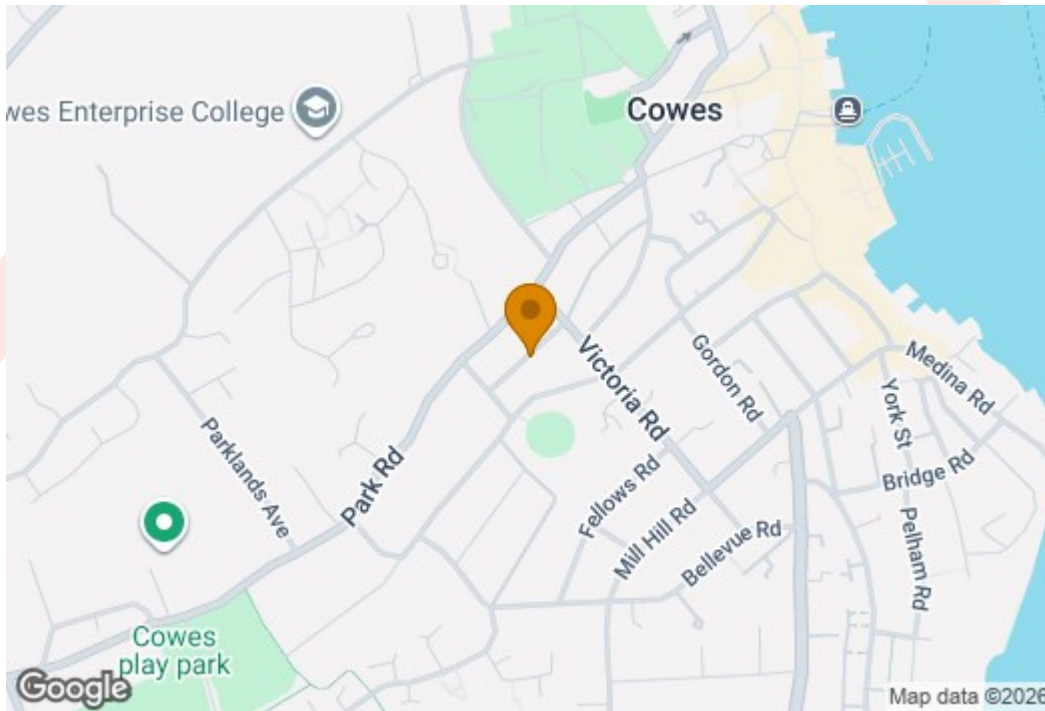 Cowes
wes Enterprise College
Victoria Rd
Gordon Rd
Medina Rd
York St
Bridge Rd
Pelham Rd
Parklands Ave
Park Rd
Fellows Rd
Mill Hill Rd
Bellevue Rd
Cowes
play park
Google
Map data ©2026